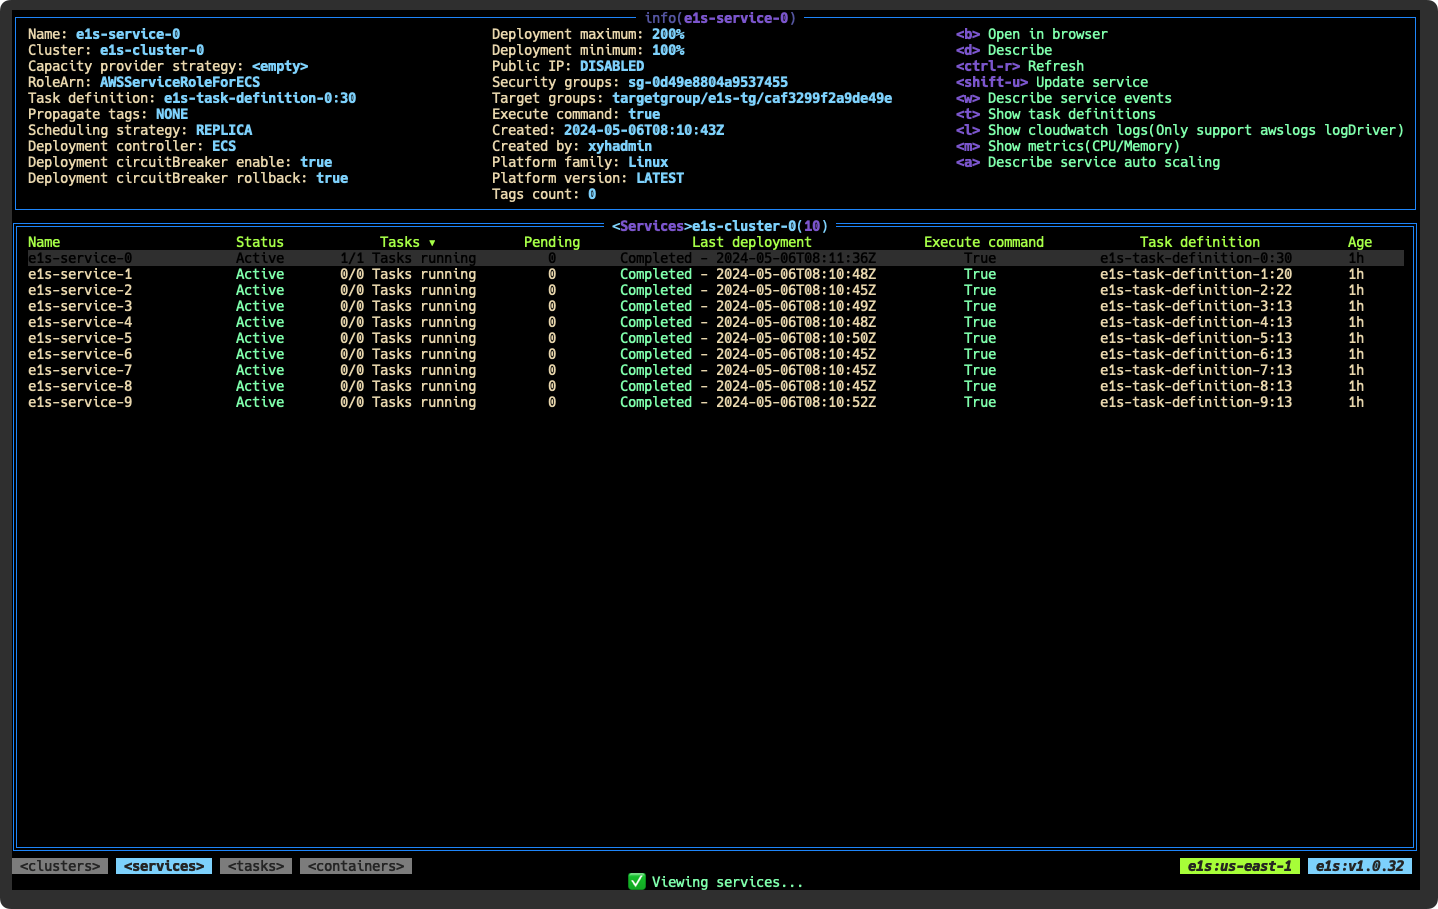 info(e1s-service-0)
Name: e1s-service-0 Deployment maximum: 200% <b> Open in browser
Cluster: e1s-cluster-0 Deployment minimum: 100% <d> Describe
Capacity provider strategy: <empty> Public IP: DISABLED <ctrl-r> Refresh
RoleArn: AWSServiceRoleForECS Security groups: sg-0d49e8804a9537455 <shift-u> Update service
Task definition: e1s-task-definition-0:30 Target groups: targetgroup/e1s-tg/caf3299f2a9de49e <w> Describe service events
Propagate tags: NONE Execute command: true <t> Show task definitions
Scheduling strategy: REPLICA Created: 2024-05-06T08:10:43Z <l> Show cloudwatch logs(Only support awslogs logDriver)
Deployment controller: ECS Created by: xyhadmin <m> Show metrics(CPU/Memory)
Deployment circuitBreaker enable: true Platform family: Linux <a> Describe service auto scaling
Deployment circuitBreaker rollback: true Platform version: LATEST
Tags count: 0
<Services>e1s-cluster-0(10)
Name Status Tasks ▼ Pending Last deployment Execute command Task definition Age
e1s-service-0 Active 1/1 Tasks running 0 Completed - 2024-05-06T08:11:36Z True e1s-task-definition-0:30 1h
e1s-service-1 Active 0/0 Tasks running 0 Completed - 2024-05-06T08:10:48Z True e1s-task-definition-1:20 1h
e1s-service-2 Active 0/0 Tasks running 0 Completed - 2024-05-06T08:10:45Z True e1s-task-definition-2:22 1h
e1s-service-3 Active 0/0 Tasks running 0 Completed - 2024-05-06T08:10:49Z True e1s-task-definition-3:13 1h
e1s-service-4 Active 0/0 Tasks running 0 Completed - 2024-05-06T08:10:48Z True e1s-task-definition-4:13 1h
e1s-service-5 Active 0/0 Tasks running 0 Completed - 2024-05-06T08:10:50Z True e1s-task-definition-5:13 1h
e1s-service-6 Active 0/0 Tasks running 0 Completed - 2024-05-06T08:10:45Z True e1s-task-definition-6:13 1h
e1s-service-7 Active 0/0 Tasks running 0 Completed - 2024-05-06T08:10:45Z True e1s-task-definition-7:13 1h
e1s-service-8 Active 0/0 Tasks running 0 Completed - 2024-05-06T08:10:45Z True e1s-task-definition-8:13 1h
e1s-service-9 Active 0/0 Tasks running 0 Completed - 2024-05-06T08:10:52Z True e1s-task-definition-9:13 1h
<clusters> <services> <tasks> <containers> e1s:us-east-1 e1s:v1.0.32
✅ Viewing services...